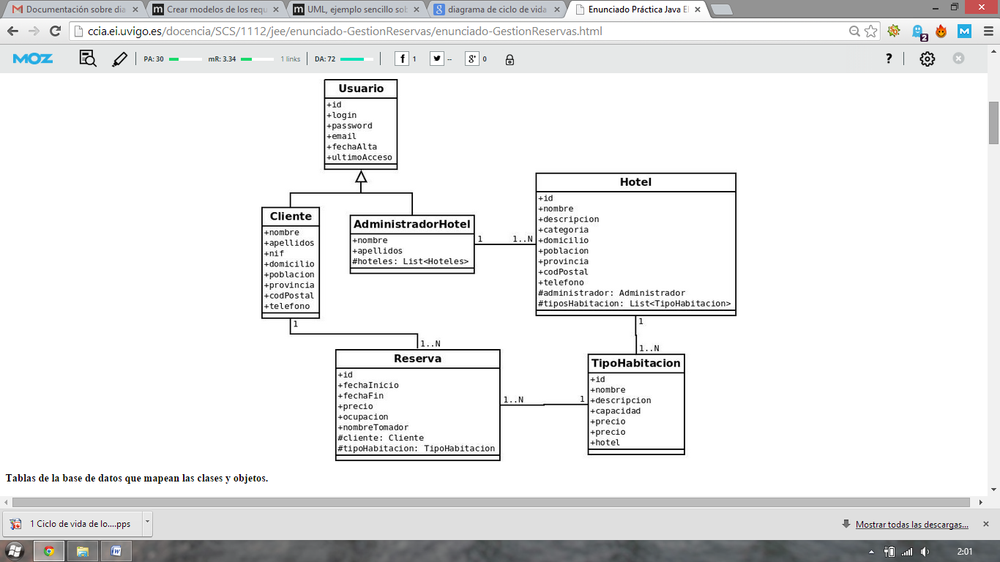 Documentación sobre dia
Crear modelos de los requ
UML, ejemplo sencillo sob
diagrama de ciclo de vida
Enunciado Práctica Java E
ccia.ei.uvigo.es/docencia/SCS/1112/jee/enunciado-GestionReservas/enunciado-GestionReservas.html
2
MOZ
PA: 30
mR: 3.34
1 links
DA: 72
1
--
0
?
Usuario
+id
+login
+password
+email
+fechaAlta
+ultimoAcceso
Cliente
+nombre
+apellidos
+nif
+domicilio
+poblacion
+provincia
+codPostal
+telefono
AdministradorHotel
+nombre
+apellidos
#hoteles: List<Hoteles>
1
1..N
Hotel
+id
+nombre
+descripcion
+categoria
+domicilio
+poblacion
+provincia
+codPostal
+telefono
#administrador: Administrador
#tiposHabitacion: List<TipoHabitacion>
1
1..N
1
1..N
Reserva
+id
+fechaInicio
+fechaFin
+precio
+ocupacion
+nombreTomador
#cliente: Cliente
#tipoHabitacion: TipoHabitacion
1..N
1
TipoHabitacion
+id
+nombre
+descripcion
+capacidad
+precio
+precio
+hotel
Tablas de la base de datos que mapean las clases y objetos.
1 Ciclo de vida de lo....pps
Mostrar todas las descargas...
2:01